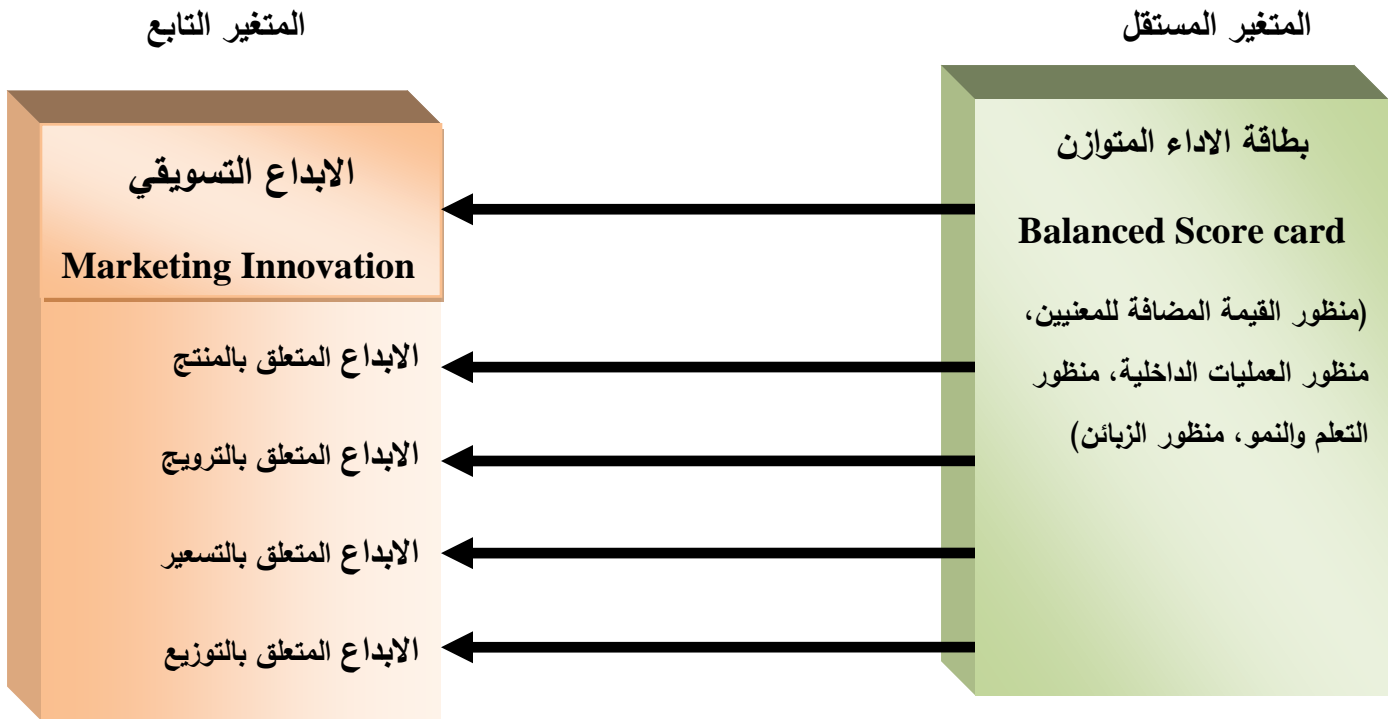 المتغير المستقل
المتغير التابع
بطاقة الاداء المتوازن
Balanced Score card
(منظور القيمة المضافة للمعنيين،
منظور العمليات الداخلية، منظور
التعلم والنمو، منظور الزبائن)
الابداع التسويقي
Marketing Innovation
الابداع المتعلق بالمنتج
الابداع المتعلق بالترويج
الابداع المتعلق بالتسعير
الابداع المتعلق بالتوزيع